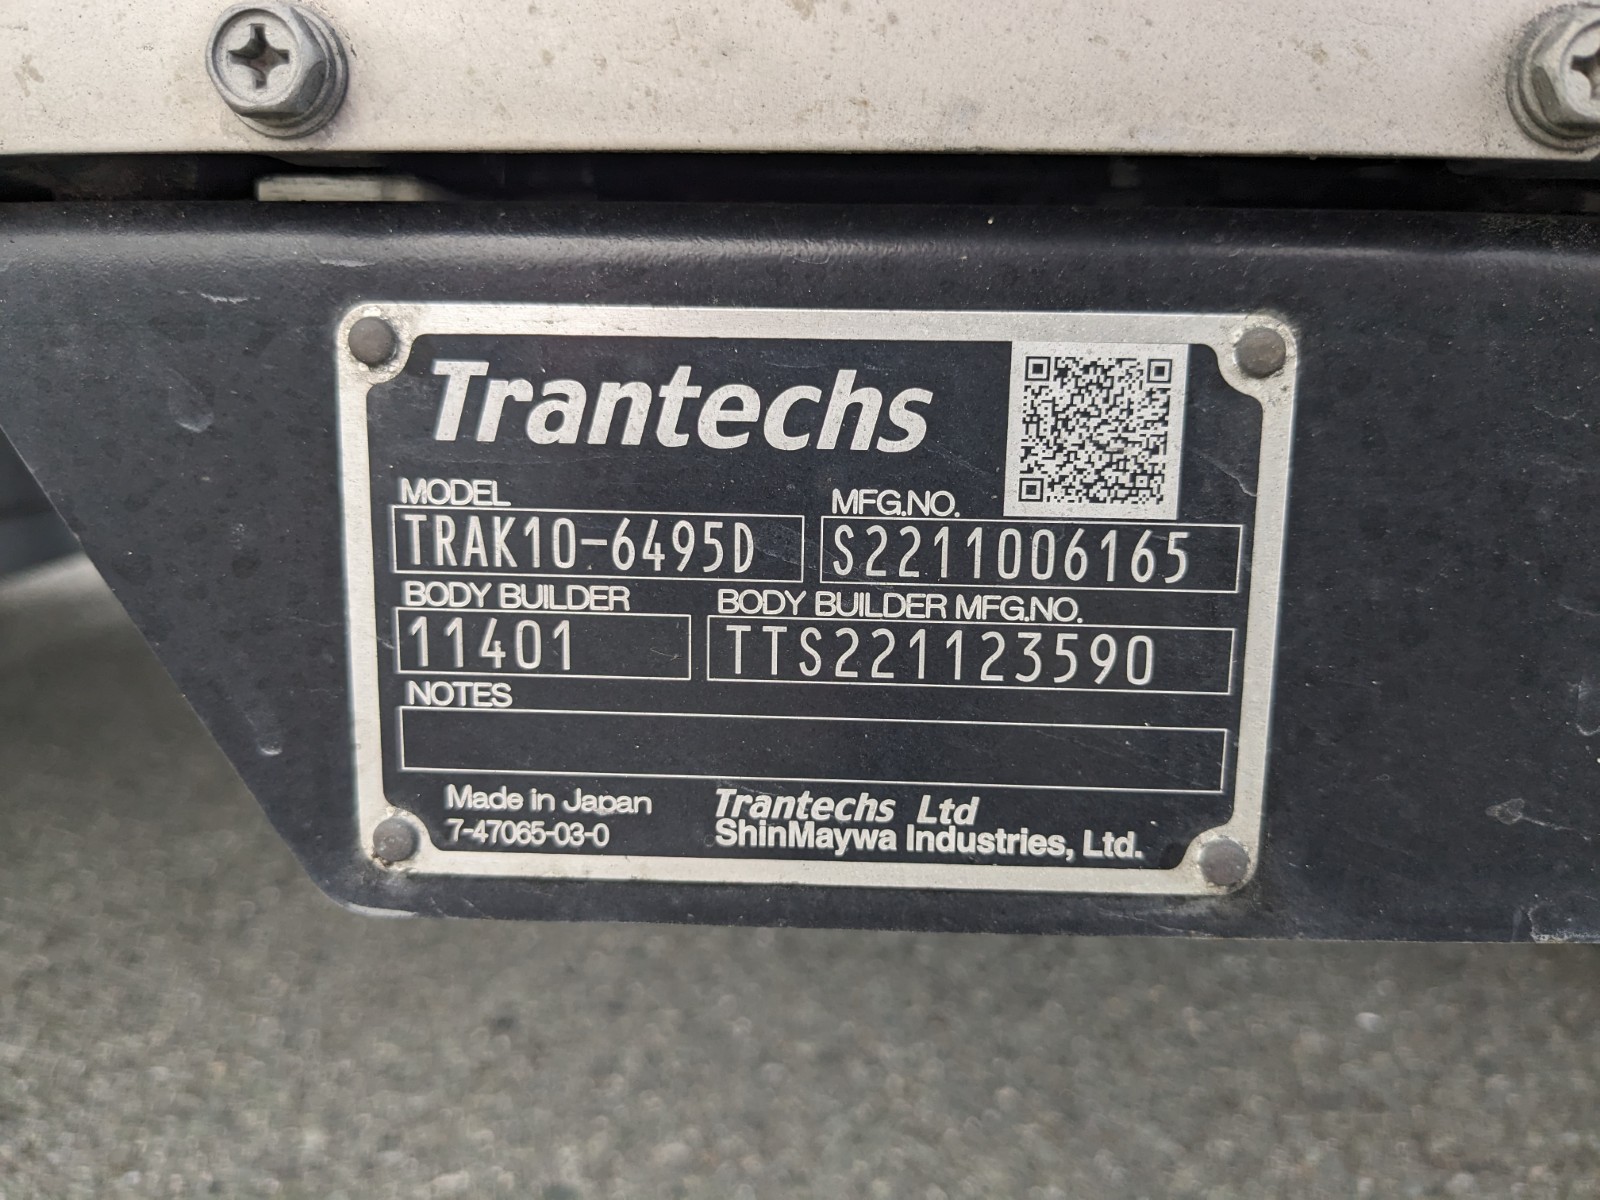 Trantechs
MODEL MFG.NO.
TRAK10-6495D S2211006165
BODY BUILDER BODY BUILDER MFG.NO.
11401 TTS221123590
NOTES
Made in Japan Trantechs Ltd
7-47065-03-0 ShinMaywa Industries, Ltd.